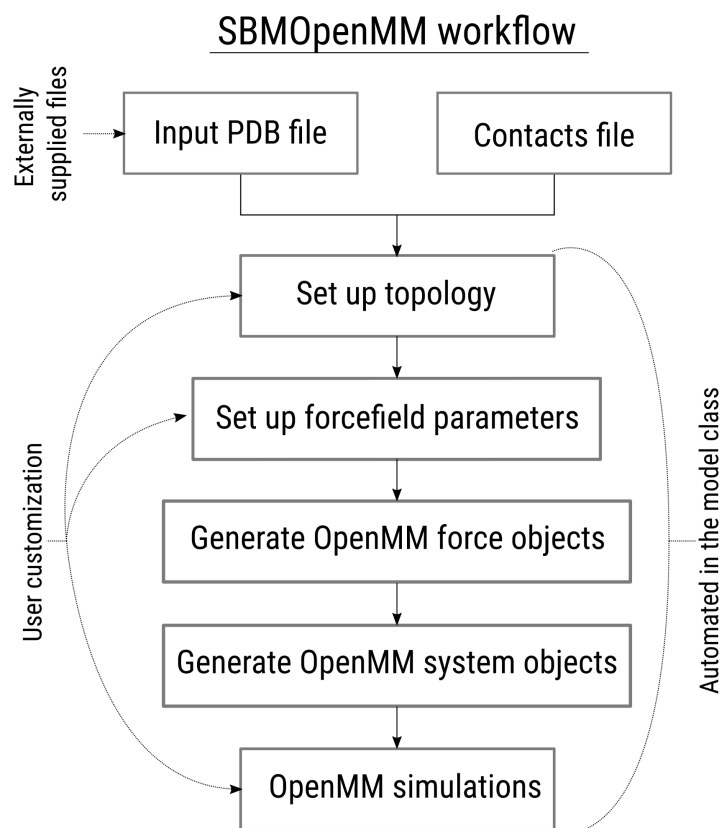 SBMOpenMM workflow
Externally
supplied files
Input PDB file
Contacts file
Set up topology
Set up forcefield parameters
User customization
Automated in the model class
Generate OpenMM force objects
Generate OpenMM system objects
OpenMM simulations